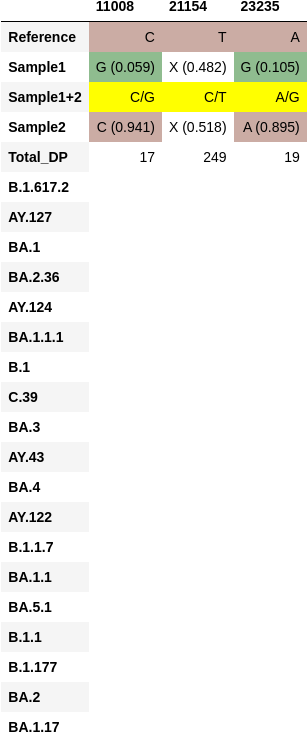 11008 21154 23235
Reference C T A
Sample1 G (0.059) X (0.482) G (0.105)
Sample1+2 C/G C/T A/G
Sample2 C (0.941) X (0.518) A (0.895)
Total_DP 17 249 19
B.1.617.2
AY.127
BA.1
BA.2.36
AY.124
BA.1.1.1
B.1
C.39
BA.3
AY.43
BA.4
AY.122
B.1.1.7
BA.1.1
BA.5.1
B.1.1
B.1.177
BA.2
BA.1.17